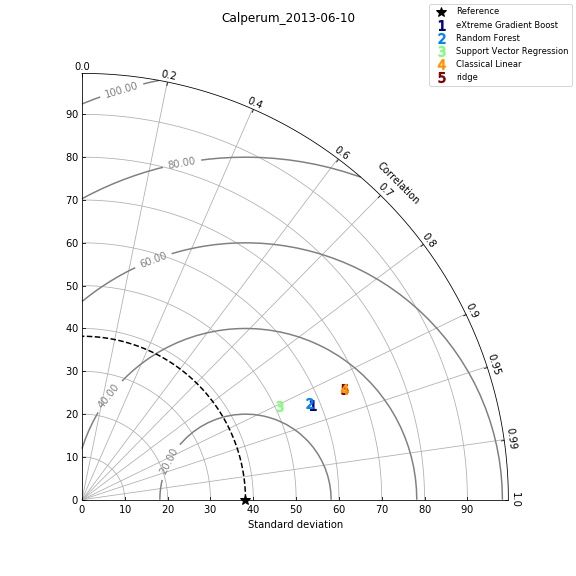 Calperum_2013-06-10
Reference
1 eXtreme Gradient Boost
2 Random Forest
3 Support Vector Regression
4 Classical Linear
5 ridge
0.0
0.2
0.4
0.6
0.7
0.8
0.9
0.95
0.99
1.0
Correlation
100.00
80.00
60.00
40.00
20.00
90
80
70
60
50
40
30
20
10
0
3
2
1
4
0 10 20 30 40 50 60 70 80 90
Standard deviation